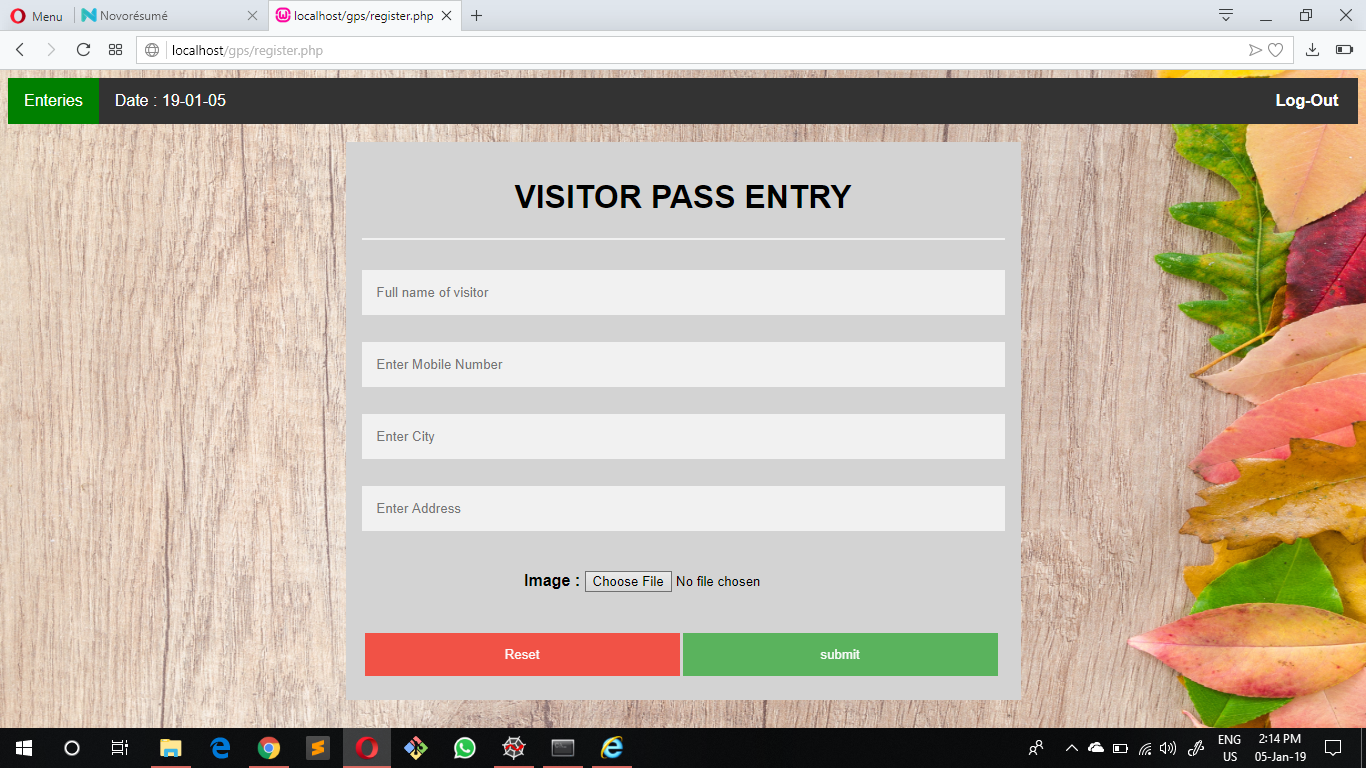 Menu
Novorésumé
localhost/gps/register.php
localhost/gps/register.php
Enteries
Date : 19-01-05
Log-Out
VISITOR PASS ENTRY
Full name of visitor
Enter Mobile Number
Enter City
Enter Address
Image : Choose File No file chosen
Reset
submit
ENG
US
2:14 PM
05-Jan-19